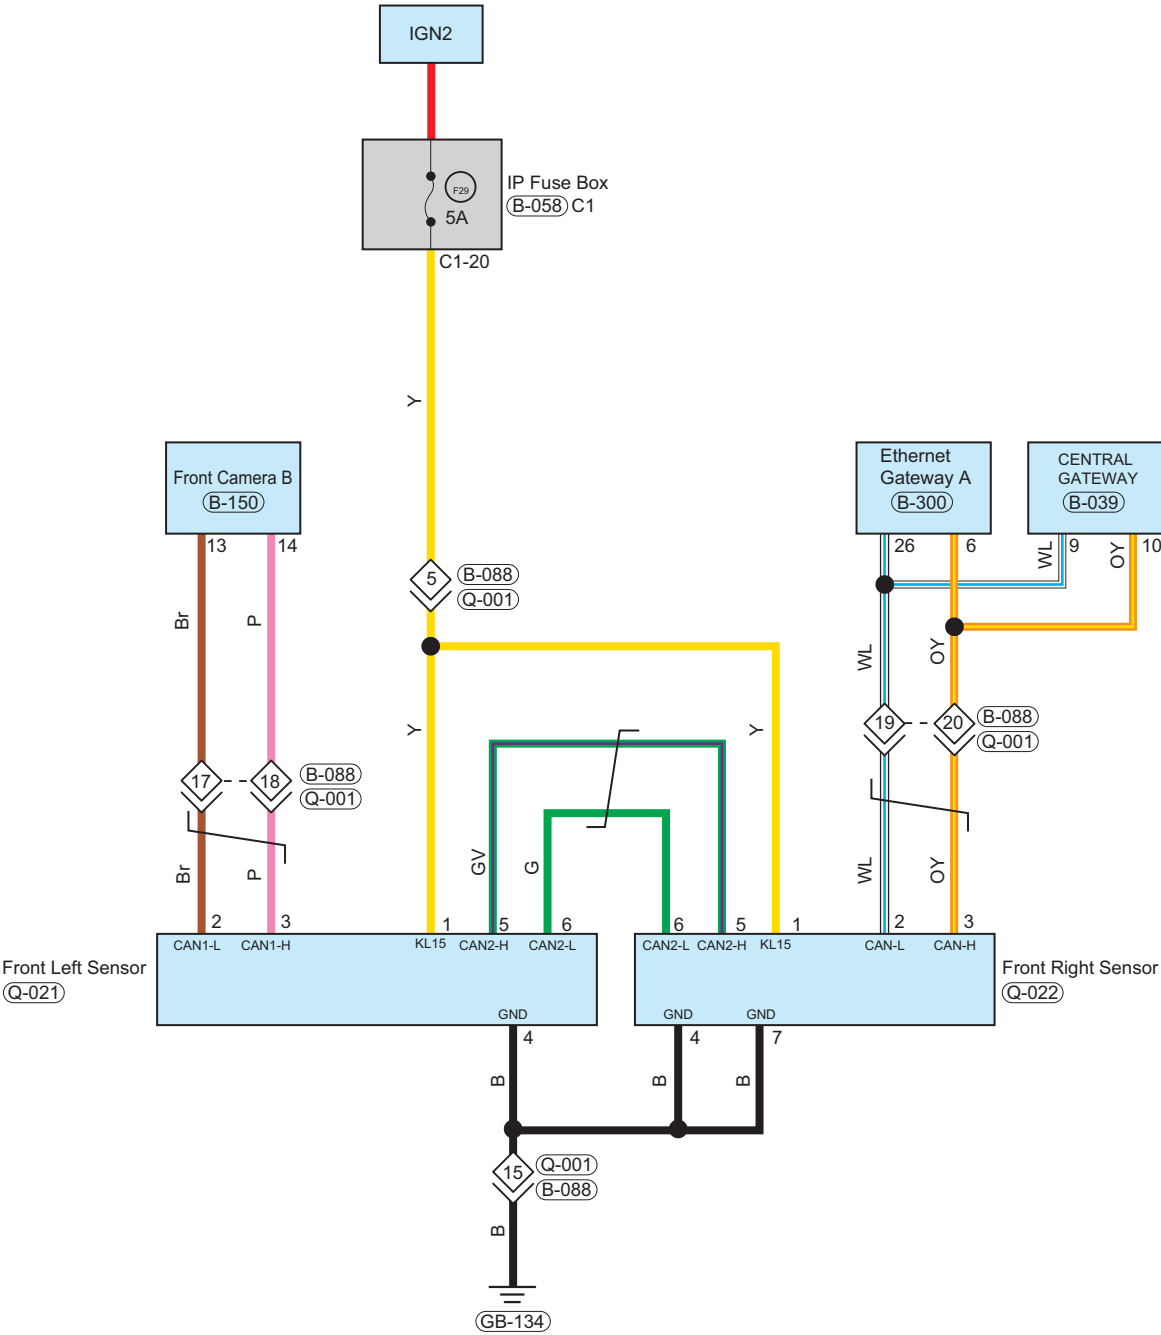 IGN2
F29
5A
IP Fuse Box
B-058 C1
C1-20
Y
Front Camera B
B-150
13
14
Ethernet
Gateway A
B-300
26
6
CENTRAL
GATEWAY
B-039
9
10
WL
OY
Br
P
5
B-088
Q-001
WL
OY
17
18
B-088
Q-001
Y
Y
19
20
B-088
Q-001
Br
P
GV
G
WL
OY
2
3
1
5
6
6
5
1
2
3
CAN1-L
CAN1-H
KL15
CAN2-H
CAN2-L
CAN2-L
CAN2-H
KL15
CAN-L
CAN-H
Front Left Sensor
Q-021
Front Right Sensor
Q-022
GND
GND
GND
4
4
7
B
B
B
15
Q-001
B-088
B
GB-134